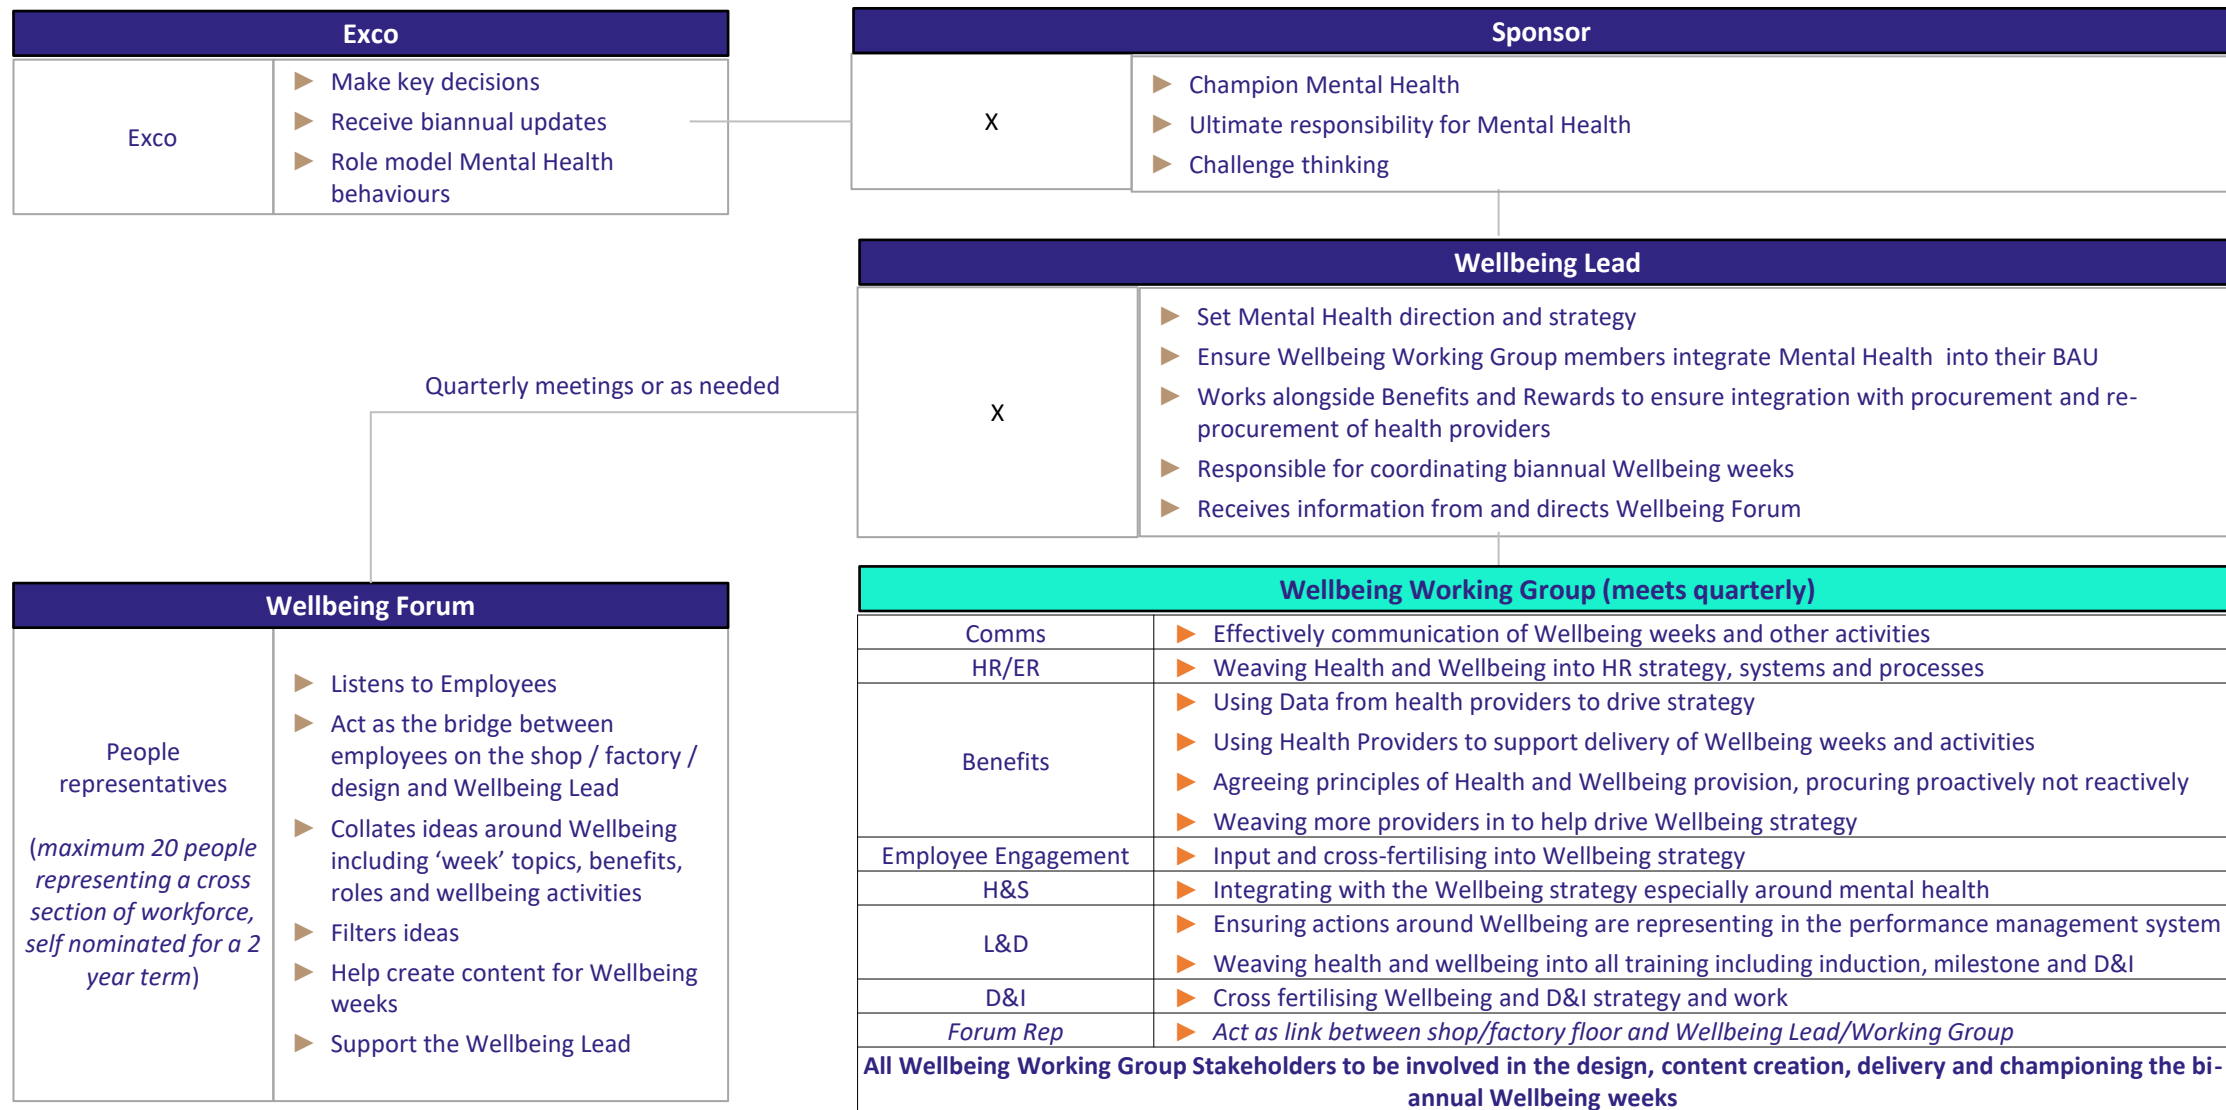 Exco
Exco
Make key decisions
Receive biannual updates
Role model Mental Health
behaviours
Sponsor
X
Champion Mental Health
Ultimate responsibility for Mental Health
Challenge thinking
Wellbeing Lead
X
Set Mental Health direction and strategy
Ensure Wellbeing Working Group members integrate Mental Health  into their BAU
Works alongside Benefits and Rewards to ensure integration with procurement and re-
procurement of health providers
Responsible for coordinating biannual Wellbeing weeks
Receives information from and directs Wellbeing Forum
Quarterly meetings or as needed
Wellbeing Forum
People
representatives
(maximum 20 people
representing a cross
section of workforce,
self nominated for a 2
year term)
Listens to Employees
Act as the bridge between
employees on the shop / factory /
design and Wellbeing Lead
Collates ideas around Wellbeing
including ‘week’ topics, benefits,
roles and wellbeing activities
Filters ideas
Help create content for Wellbeing
weeks
Support the Wellbeing Lead
Wellbeing Working Group (meets quarterly)
Comms
Effectively communication of Wellbeing weeks and other activities
HR/ER
Weaving Health and Wellbeing into HR strategy, systems and processes
Benefits
Using Data from health providers to drive strategy
Using Health Providers to support delivery of Wellbeing weeks and activities
Agreeing principles of Health and Wellbeing provision, procuring proactively not reactively
Weaving more providers in to help drive Wellbeing strategy
Employee Engagement
Input and cross-fertilising into Wellbeing strategy
H&S
Integrating with the Wellbeing strategy especially around mental health
L&D
Ensuring actions around Wellbeing are representing in the performance management system
Weaving health and wellbeing into all training including induction, milestone and D&I
D&I
Cross fertilising Wellbeing and D&I strategy and work
Forum Rep
Act as link between shop/factory floor and Wellbeing Lead/Working Group
All Wellbeing Working Group Stakeholders to be involved in the design, content creation, delivery and championing the bi-
annual Wellbeing weeks